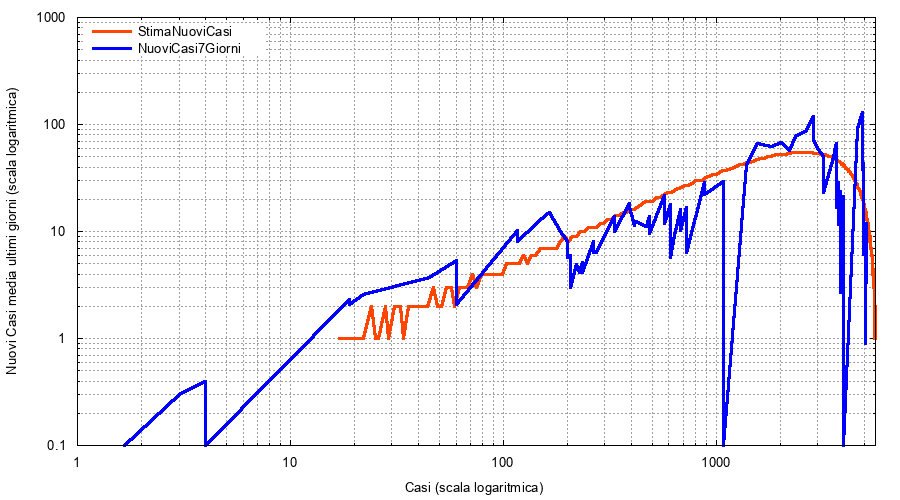 1000
StimaNuoviCasi
NuoviCasi7Giorni
100
10
1
0.1
Nuovi Casi media ultimi giorni (scala logaritmica)
1
10
100
1000
Casi (scala logaritmica)